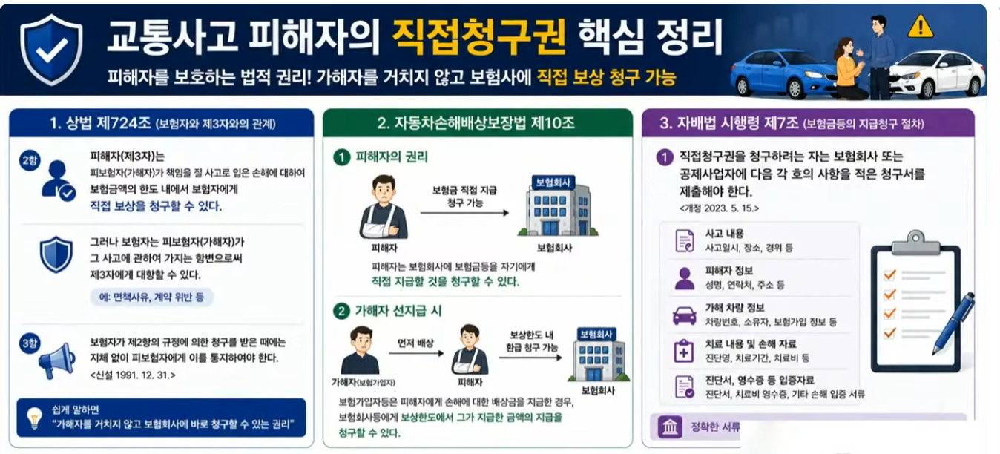 교통사고 피해자의 직접청구권 핵심 정리
피해자를 보호하는 법적 권리! 가해자를 거치지 않고 보험사에 직접 보상 청구 가능
1. 상법 제724조 (보험자와 제3자와의 관계)
2항
피해자(제3자)는
피보험자(가해자)가 책임을 질 사고로 입은 손해에 대하여
보험금액의 한도 내에서 보험자에게
직접 보상을 청구할 수 있다.
그러나 보험자는 피보험자(가해자)가
그 사고에 관하여 가지는 항변으로써
제3자에게 대항할 수 있다.
예: 면책사유, 계약 위반 등
3항
보험자가 제2항의 규정에 의한 청구를 받은 때에는
지체 없이 피보험자에게 이를 통지하여야 한다.
<신설 1991. 12. 31.>
쉽게 말하면
“가해자를 거치지 않고 보험회사에 바로 청구할 수 있는 권리”
2. 자동차손해배상보장법 제10조
1 피해자의 권리
보험금 직접 지급
청구 가능
보험회사
피해자
보험회사
피해자는 보험회사에 보험금등을 자기에게
직접 지급할 것을 청구할 수 있다.
2 가해자 선지급 시
먼저 배상
보상한도 내
환급 청구 가능
보험회사
가해자(보험가입자)
피해자
보험회사
보험가입자등은 피해자에게 손해에 대한 배상금을 지급한 경우,
보험회사등에게 보상한도에서 그가 지급한 금액의 지급을
청구할 수 있다.
3. 자배법 시행령 제7조 (보험금등의 지급청구 절차)
1 직접청구권을 청구하려는 자는 보험회사 또는
공제사업자에 다음 각 호의 사항을 적은 청구서를
제출해야 한다.
<개정 2023. 5. 15.>
사고 내용
사고일시, 장소, 경위 등
피해자 정보
성명, 연락처, 주소 등
가해 차량 정보
차량번호, 소유자, 보험가입 정보 등
치료 내용 및 손해 자료
진단명, 치료기간, 치료비 등
진단서, 영수증 등 입증자료
진단서, 치료비 영수증, 기타 손해 입증 서류
정확한 서류